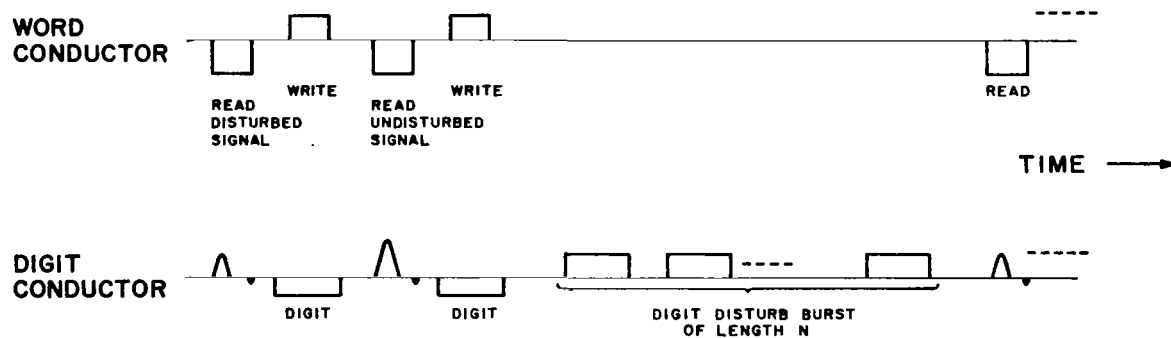 WORD
CONDUCTOR
WRITE
WRITE
READ
READ
DISTURBED
SIGNAL
READ
UNDISTURBED
SIGNAL
TIME
DIGIT
CONDUCTOR
DIGIT
DIGIT
DIGIT DISTURB BURST
OF LENGTH N